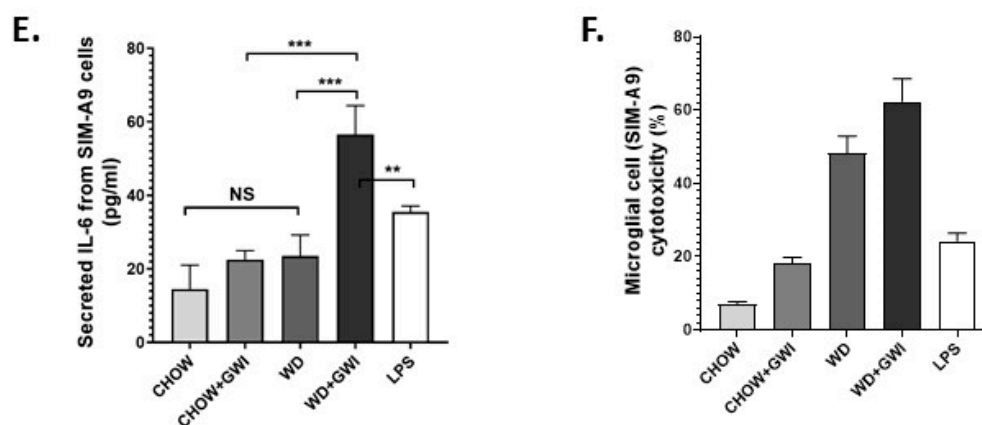 E.
Secreted IL-6 from SIM-A9 cells
(pg/ml)
80
60
40
20
0
***
***
**
NS
CHOW
CHOW+GWI
WD
WD+GWI
LPS
F.
Microglial cell (SIM-A9)
cytotoxicity (%)
80
60
40
20
0
CHOW
CHOW+GWI
WD
WD+GWI
LPS